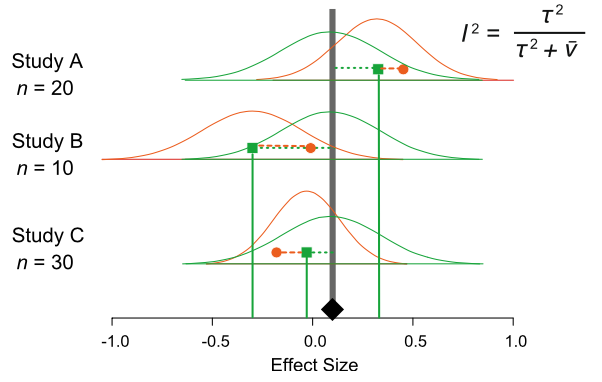 I² = τ² / (τ² + v̄)
Study A
n = 20
Study B
n = 10
Study C
n = 30
-1.0 -0.5 0.0 0.5 1.0
Effect Size